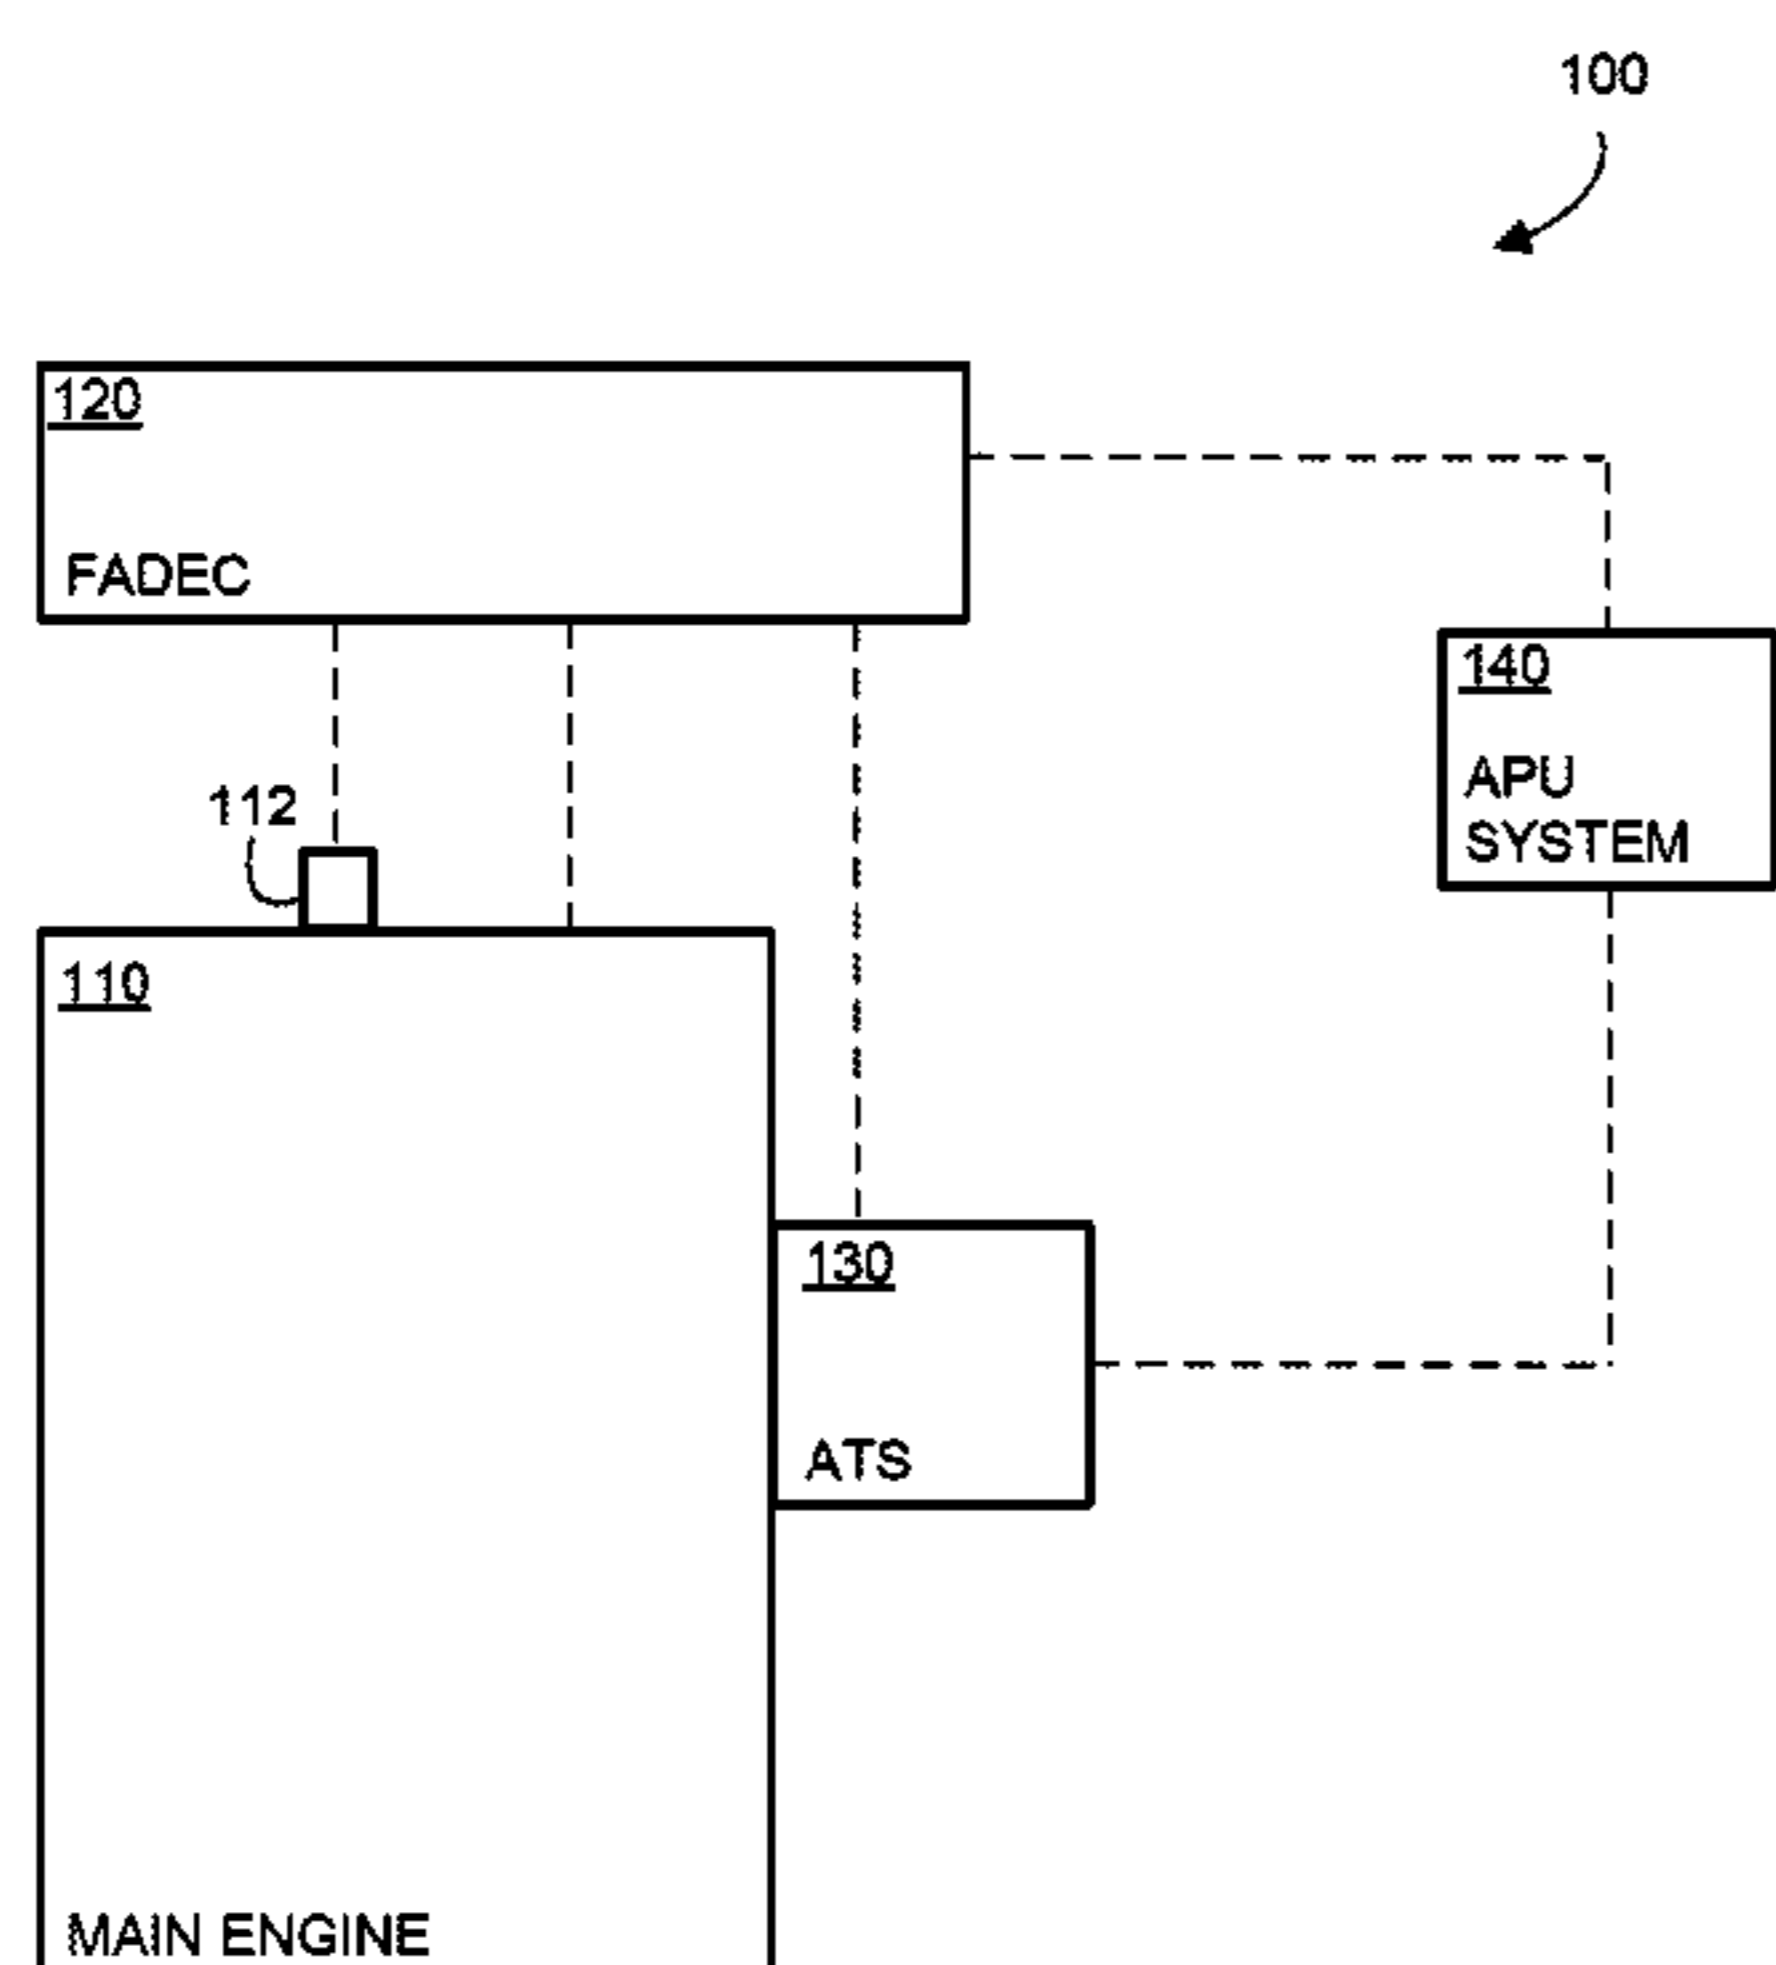 100
120
FADEC
140
APU
SYSTEM
112
110
130
ATS
MAIN ENGINE